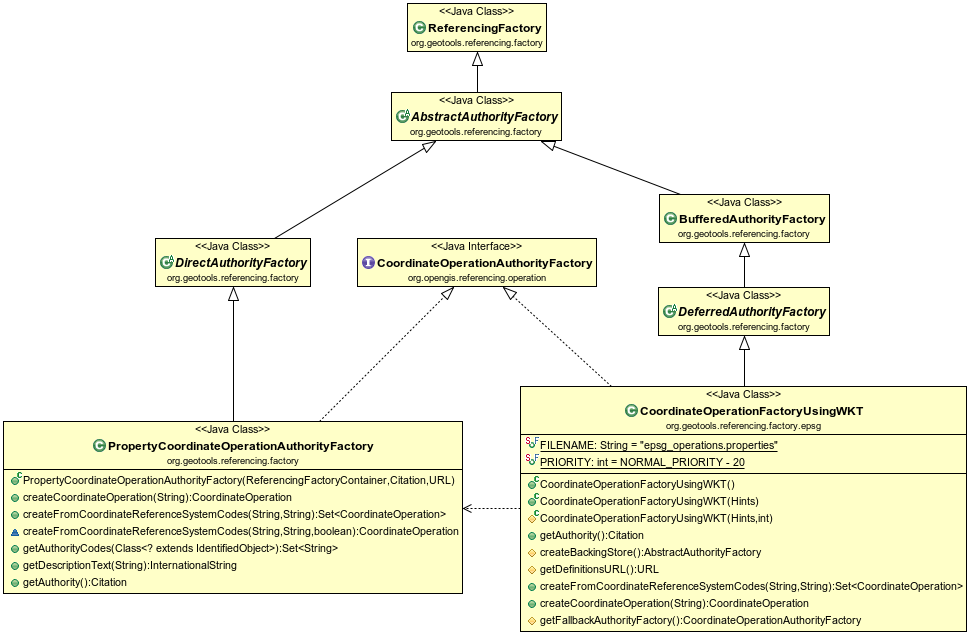 <<Java Class>>
ReferencingFactory
org.geotools.referencing.factory
<<Java Class>>
AbstractAuthorityFactory
org.geotools.referencing.factory
<<Java Class>>
BufferedAuthorityFactory
org.geotools.referencing.factory
<<Java Class>>
DirectAuthorityFactory
org.geotools.referencing.factory
<<Java Interface>>
CoordinateOperationAuthorityFactory
org.opengis.referencing.operation
<<Java Class>>
DeferredAuthorityFactory
org.geotools.referencing.factory
<<Java Class>>
PropertyCoordinateOperationAuthorityFactory
org.geotools.referencing.factory
PropertyCoordinateOperationAuthorityFactory(ReferencingFactoryContainer,Citation,URL)
createCoordinateOperation(String):CoordinateOperation
createFromCoordinateReferenceSystemCodes(String,String):Set<CoordinateOperation>
createFromCoordinateReferenceSystemCodes(String,String,boolean):CoordinateOperation
getAuthorityCodes(Class<? extends IdentifiedObject>):Set<String>
getDescriptionText(String):InternationalString
getAuthority():Citation
<<Java Class>>
CoordinateOperationFactoryUsingWKT
org.geotools.referencing.factory.epsg
FILENAME: String = "epsg_operations.properties"
PRIORITY: int = NORMAL_PRIORITY - 20
CoordinateOperationFactoryUsingWKT()
CoordinateOperationFactoryUsingWKT(Hints)
CoordinateOperationFactoryUsingWKT(Hints,int)
getAuthority():Citation
createBackingStore():AbstractAuthorityFactory
getDefinitionsURL():URL
createFromCoordinateReferenceSystemCodes(String,String):Set<CoordinateOperation>
createCoordinateOperation(String):CoordinateOperation
getFallbackAuthorityFactory():CoordinateOperationAuthorityFactory